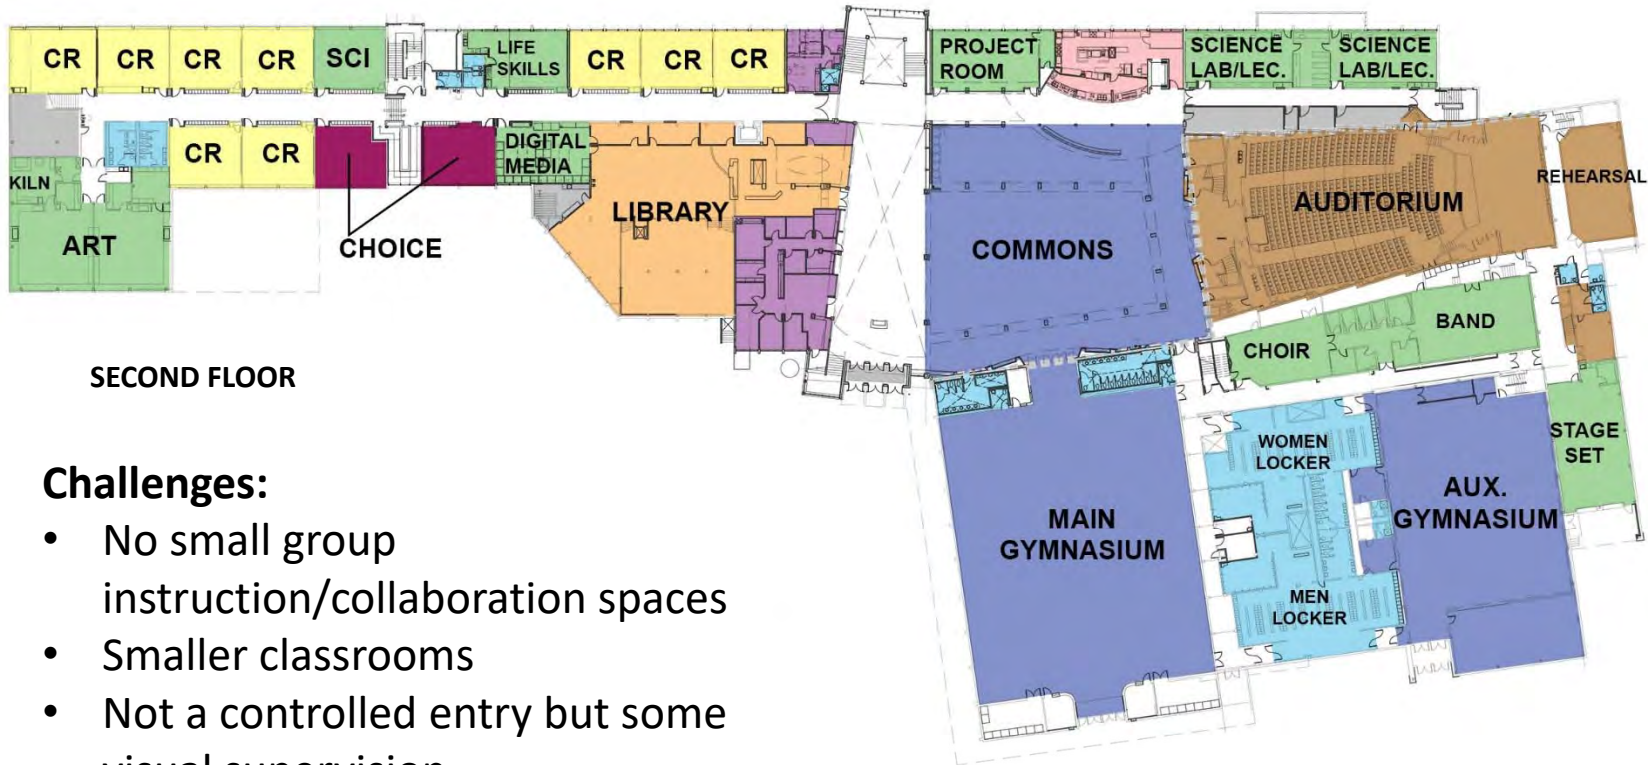 CR CR CR CR SCI LIFE SKILLS CR CR CR PROJECT ROOM SCIENCE LAB/LEC. SCIENCE LAB/LEC.
CR CR DIGITAL MEDIA
KILN
ART
CHOICE
LIBRARY
COMMONS
AUDITORIUM
REHEARSAL
CHOIR
BAND
SECOND FLOOR
WOMEN LOCKER
STAGE SET
MAIN GYMNASIUM
AUX. GYMNASIUM
MEN LOCKER
Challenges:
• No small group
instruction/collaboration spaces
• Smaller classrooms
• Not a controlled entry but some
visual supervision